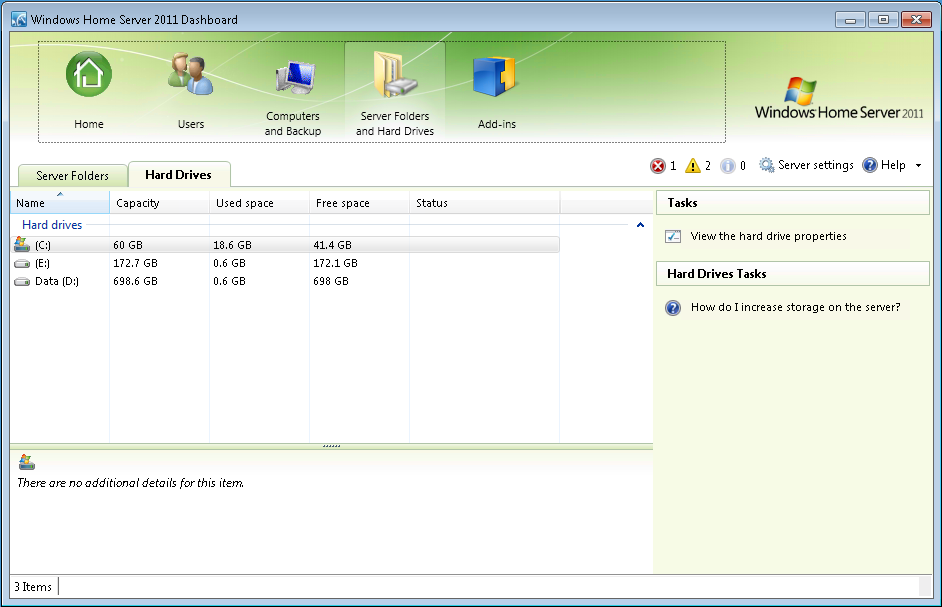 Windows Home Server 2011 Dashboard
Home
Users
Computers
and Backup
Server Folders
and Hard Drives
Add-ins
Windows Home Server 2011
1 2 0 Server settings Help
Server Folders
Hard Drives
Name Capacity Used space Free space Status
Hard drives
(C:) 60 GB 18.6 GB 41.4 GB
(E:) 172.7 GB 0.6 GB 172.1 GB
Data (D:) 698.6 GB 0.6 GB 698 GB
Tasks
View the hard drive properties
Hard Drives Tasks
How do I increase storage on the server?
There are no additional details for this item.
3 Items